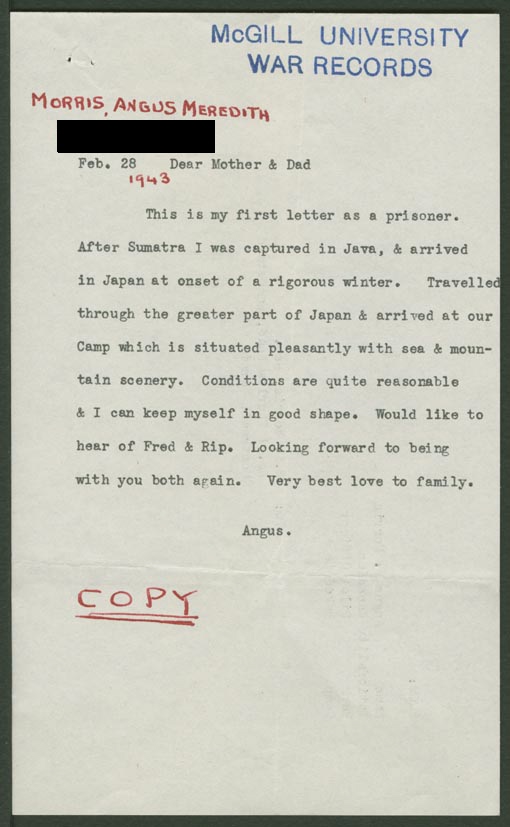 McGILL UNIVERSITY
WAR RECORDS
MORRIS, ANGUS MEREDITH
Feb. 28 Dear Mother & Dad
1943
This is my first letter as a prisoner.
After Sumatra I was captured in Java, & arrived
in Japan at onset of a rigorous winter. Travelled
through the greater part of Japan & arrived at our
Camp which is situated pleasantly with sea & moun-
tain scenery. Conditions are quite reasonable
& I can keep myself in good shape. Would like to
hear of Fred & Rip. Looking forward to being
with you both again. Very best love to family.
Angus.
COPY